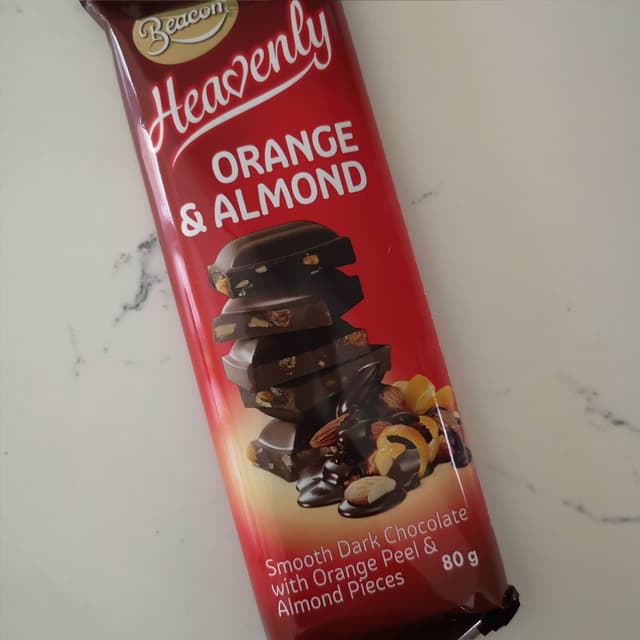 Beacon
Heavenly
ORANGE
& ALMOND
Smooth Dark Chocolate
with Orange Peel &
Almond Pieces
80 g